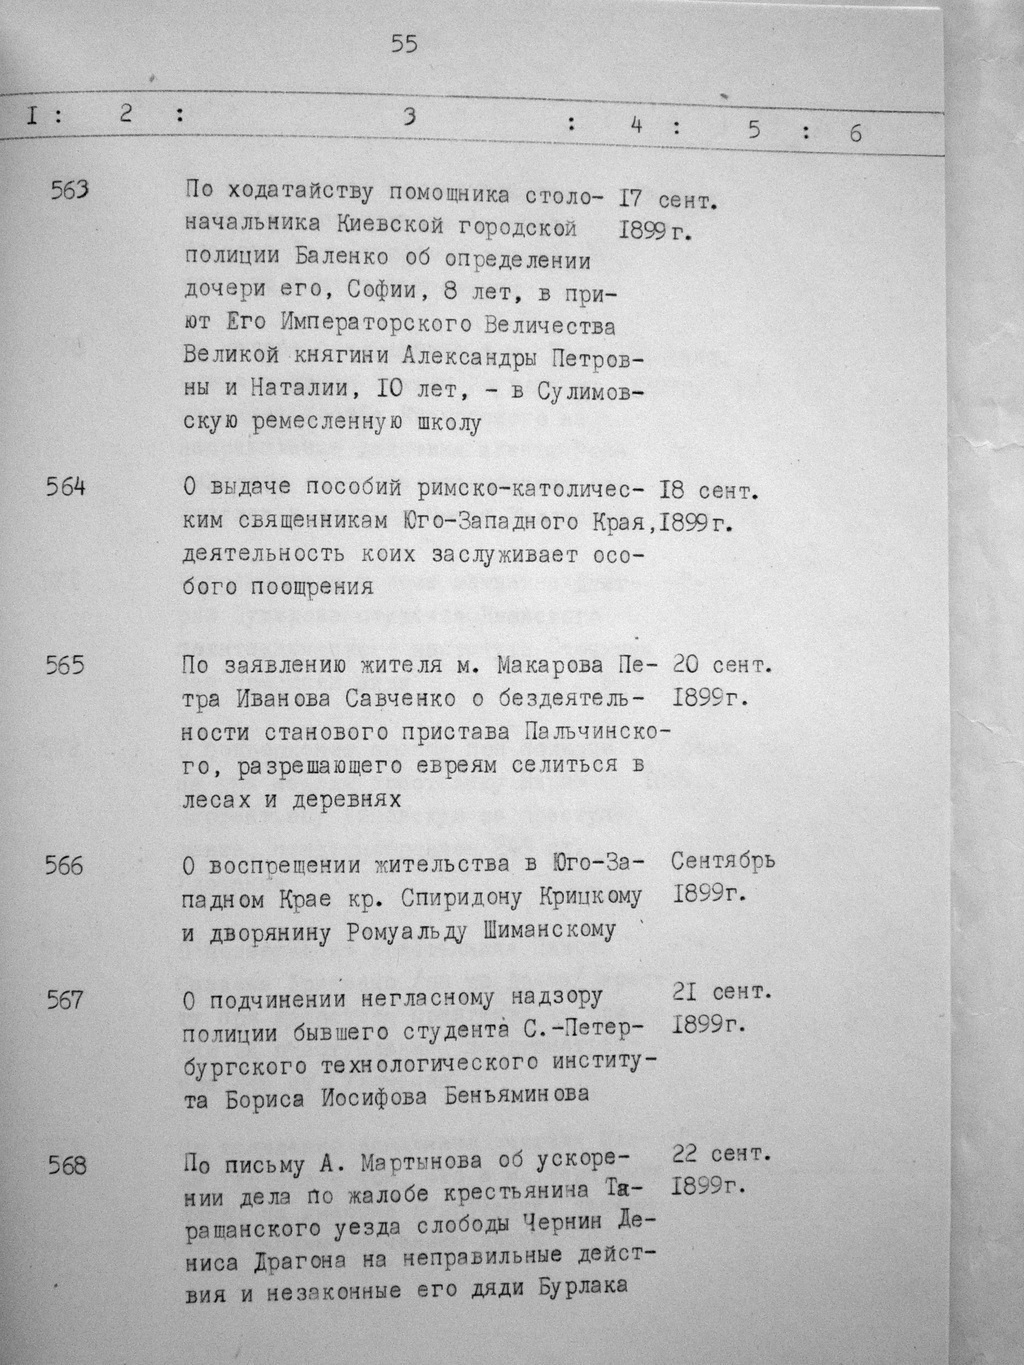 55
I : 2 : 3 : 4 : 5 : 6
563 По ходатайству помощника столо- I7 сент.
начальника Киевской городской I899г.
полиции Баленко об определении
дочери его, Софии, 8 лет, в при-
ют Его Императорского Величества
Великой княгини Александры Петров-
ны и Наталии, IO лет, - в Сулимов-
скую ремесленную школу
564 О выдаче пособий римско-католичес- I8 сент.
ким священникам Юго-Западного Края, I899г.
деятельность коих заслуживает осо-
бого поощрения
565 По заявлению жителя м. Макарова Пе- 20 сент.
тра Иванова Савченко о бездеятель- I899г.
ности станового пристава Пальчинско-
го, разрешающего евреям селиться в
лесах и деревнях
566 О воспрещении жительства в Юго-За- Сентябрь
падном Крае кр. Спиридону Крицкому I899г.
и дворянину Ромуальду Шиманскому
567 О подчинении негласному надзору 2I сент.
полиции бывшего студента С.-Петер- I899г.
бургского технологического институ-
та Бориса Иосифова Беньяминова
568 По письму А. Мартынова об ускоре- 22 сент.
нии дела по жалобе крестьянина Та- I899г.
ращанского уезда слободы Чернин Де-
ниса Драгона на неправильные дейст-
вия и незаконные его дяди Бурлака